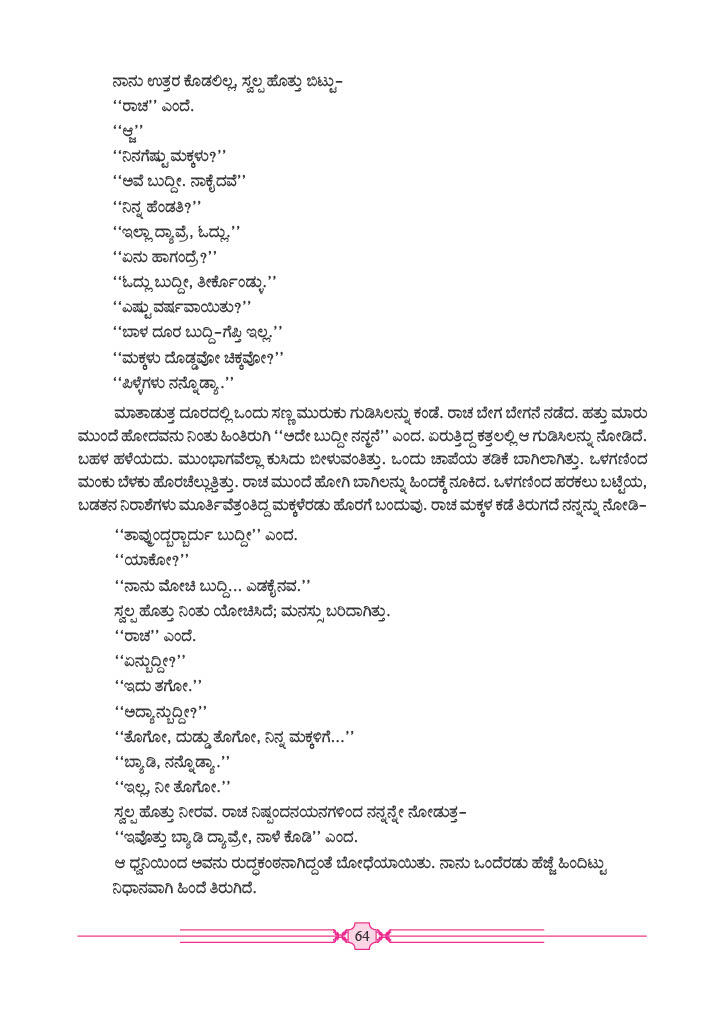 ನಾನು ಉತ್ತರ ಕೊಡಲಿಲ್ಲ, ಸ್ವಲ್ಪ ಹೊತ್ತು ಬಿಟ್ಟು–
‘‘ರಾಚ’’ ಎಂದೆ.
‘‘ಆಜ್ಞ’’
‘‘ನಿನಗೆಷ್ಟು ಮಕ್ಕಳು?’’
‘‘ಅವೆ ಬುದ್ದೀ. ನಾಕೈದವೆ’’
‘‘ನಿನ್ನ ಹೆಂಡತಿ?’’
‘‘ಇಲ್ಲಾ ದ್ಯಾವ್ರೆ, ಓದ್ಲು.’’
‘‘ಏನು ಹಾಗಂದ್ರೆ?’’
‘‘ಓದ್ಲು ಬುದ್ದೀ, ತೀರ್ಕೊಂಡ್ಳು.’’
‘‘ಎಷ್ಟು ವರ್ಷವಾಯಿತು?’’
‘‘ಬಾಳ ದೂರ ಬುದ್ದಿ–ಗೆಪ್ತಿ ಇಲ್ಲ.’’
‘‘ಮಕ್ಕಳು ದೊಡ್ಡವೋ ಚಿಕ್ಕವೋ?’’
‘‘ಪಿಳ್ಳೆಗಳು ನನ್ನೊಡ್ಯಾ.’’
ಮಾತಾಡುತ್ತ ದೂರದಲ್ಲಿ ಒಂದು ಸಣ್ಣ ಮುರುಕು ಗುಡಿಸಿಲನ್ನು ಕಂಡೆ. ರಾಚ ಬೇಗ ಬೇಗನೆ ನಡೆದ. ಹತ್ತು ಮಾರು
ಮುಂದೆ ಹೋದವನು ನಿಂತು ಹಿಂತಿರುಗಿ ‘‘ಅದೇ ಬುದ್ದೀ ನನ್ಮನೆ’’ ಎಂದ. ಏರುತ್ತಿದ್ದ ಕತ್ತಲಲ್ಲಿ ಆ ಗುಡಿಸಿಲನ್ನು ನೋಡಿದೆ.
ಬಹಳ ಹಳೆಯದು. ಮುಂಭಾಗವೆಲ್ಲಾ ಕುಸಿದು ಬೀಳುವಂತಿತ್ತು. ಒಂದು ಚಾಪೆಯ ತಡಿಕೆ ಬಾಗಿಲಾಗಿತ್ತು. ಒಳಗಣಿಂದ
ಮಂಕು ಬೆಳಕು ಹೊರಚೆಲ್ಲುತ್ತಿತ್ತು. ರಾಚ ಮುಂದೆ ಹೋಗಿ ಬಾಗಿಲನ್ನು ಹಿಂದಕ್ಕೆ ನೂಕಿದ. ಒಳಗಣಿಂದ ಹರಕಲು ಬಟ್ಟೆಯ,
ಬಡತನ ನಿರಾಶೆಗಳು ಮೂರ್ತಿವೆತ್ತಂತಿದ್ದ ಮಕ್ಕಳೆರಡು ಹೊರಗೆ ಬಂದುವು. ರಾಚ ಮಕ್ಕಳ ಕಡೆ ತಿರುಗದೆ ನನ್ನನ್ನು ನೋಡಿ–
‘‘ತಾವ್ಮುಂದ್ಬರ್‍ಬಾರ್ದು ಬುದ್ದೀ’’ ಎಂದ.
‘‘ಯಾಕೋ?’’
‘‘ನಾನು ಮೋಚಿ ಬುದ್ದಿ... ಎಡಕೈನವ.’’
ಸ್ವಲ್ಪ ಹೊತ್ತು ನಿಂತು ಯೋಚಿಸಿದೆ; ಮನಸ್ಸು ಬರಿದಾಗಿತ್ತು.
‘‘ರಾಚ’’ ಎಂದೆ.
‘‘ಏನ್ಬುದ್ದೀ?’’
‘‘ಇದು ತಗೋ.’’
‘‘ಅದ್ಯಾನ್ಬುದ್ದೀ?’’
‘‘ತೊಗೋ, ದುಡ್ಡು ತೊಗೋ, ನಿನ್ನ ಮಕ್ಕಳಿಗೆ...’’
‘‘ಬ್ಯಾಡಿ, ನನ್ನೊಡ್ಯಾ.’’
‘‘ಇಲ್ಲ, ನೀ ತೊಗೋ.’’
ಸ್ವಲ್ಪ ಹೊತ್ತು ನೀರವ. ರಾಚ ನಿಷ್ಪಂದನಯನಗಳಿಂದ ನನ್ನನ್ನೇ ನೋಡುತ್ತ–
‘‘ಇವೊತ್ತು ಬ್ಯಾಡಿ ದ್ಯಾವ್ರೇ, ನಾಳೆ ಕೊಡಿ’’ ಎಂದ.
ಆ ಧ್ವನಿಯಿಂದ ಅವನು ರುದ್ಧಕಂಠನಾಗಿದ್ದಂತೆ ಬೋಧೆಯಾಯಿತು. ನಾನು ಒಂದೆರಡು ಹೆಜ್ಜೆ ಹಿಂದಿಟ್ಟು
ನಿಧಾನವಾಗಿ ಹಿಂದೆ ತಿರುಗಿದೆ.
64